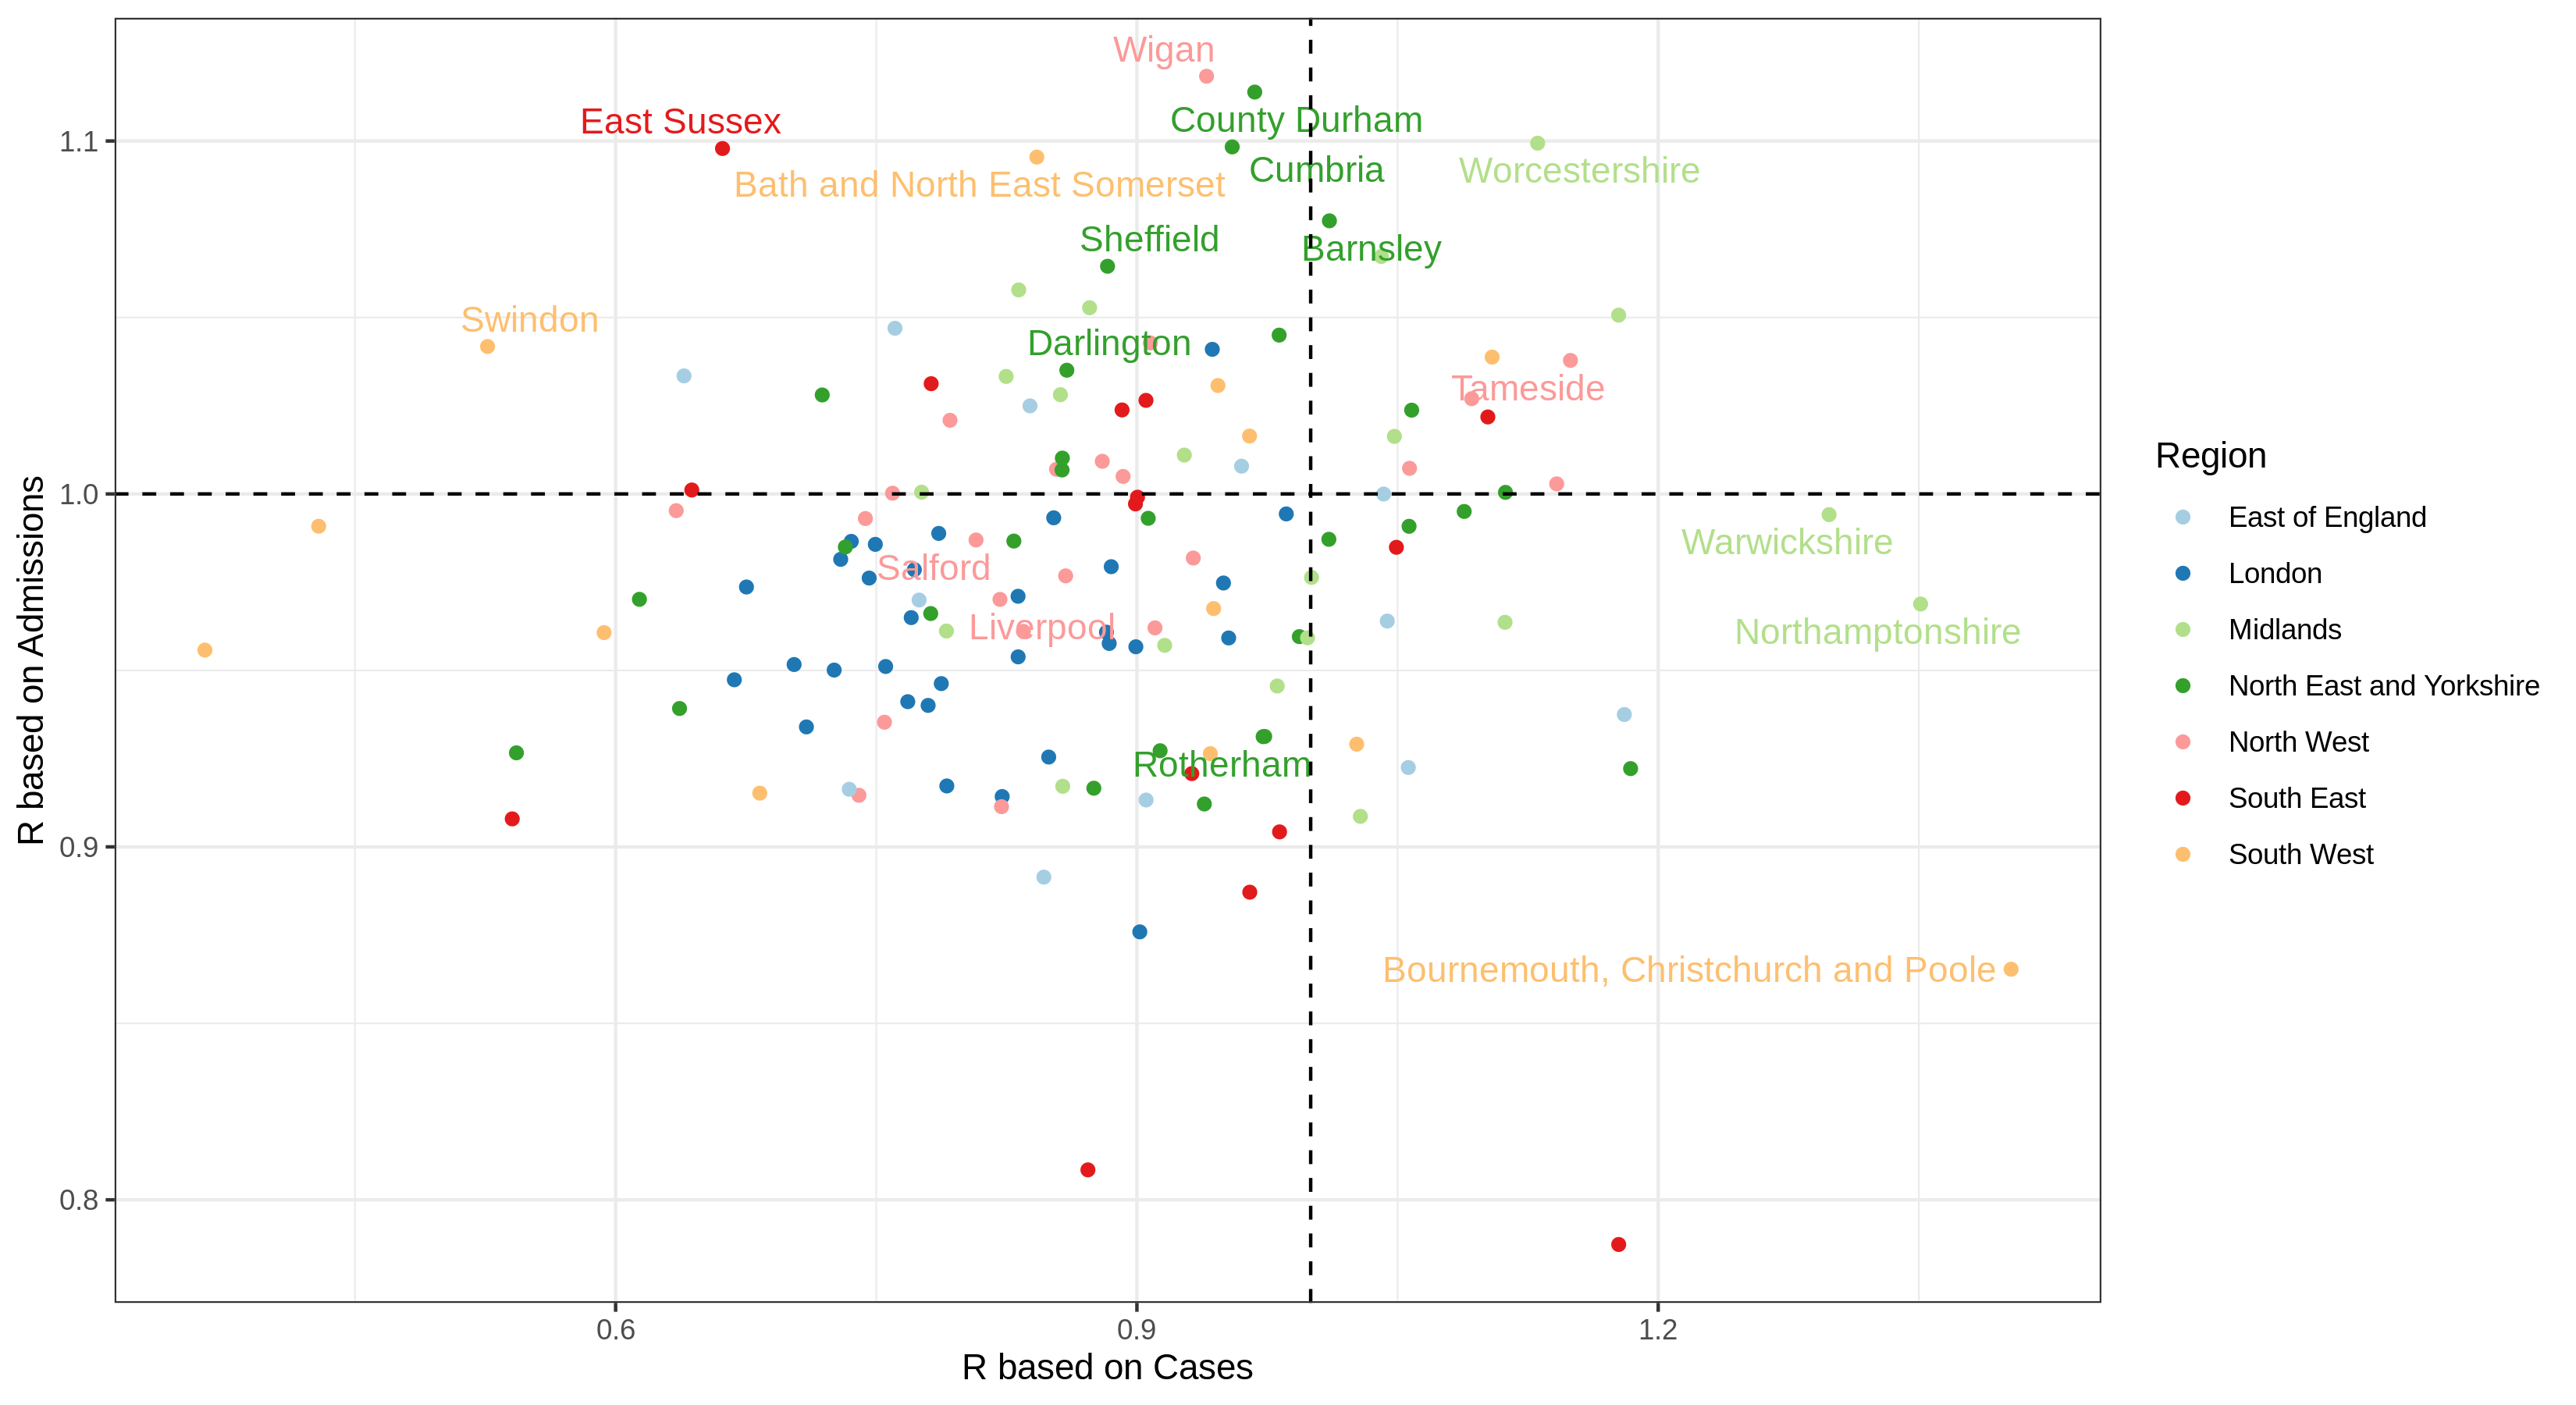 Wigan
County Durham
East Sussex
1.1
Cumbria
Worcestershire
Bath and North East Somerset
Sheffield
Barnsley
Swindon
Darlington
Tameside
Region
1.0
East of England
Warwickshire
Salford
London
Liverpool
Northamptonshire
Midlands
R based on Admissions
North East and Yorkshire
North West
Rotherham
South East
0.9
South West
Bournemouth, Christchurch and Poole
0.8
0.6
0.9
1.2
R based on Cases